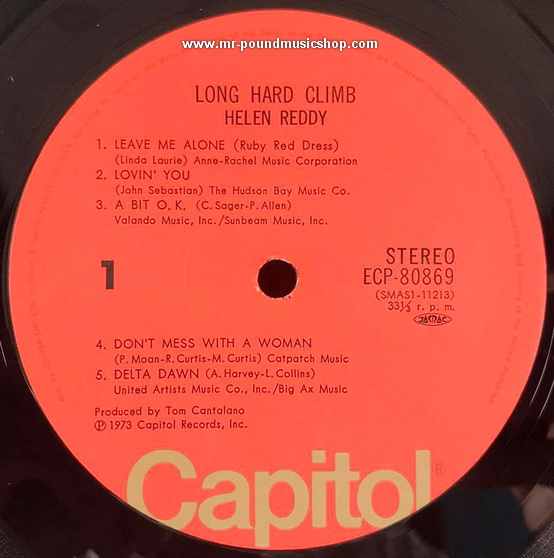 www.mr-poundmusicshop.com
LONG HARD CLIMB
HELEN REDDY
1. LEAVE ME ALONE (Ruby Red Dress)
(Linda Laurie) Anne-Rachel Music Corporation
2. LOVIN' YOU
(John Sebastian) The Hudson Bay Music Co.
3. A BIT O.K. (C.Sager-P.Allen)
Valando Music, Inc./Sunbeam Music, Inc.
1
STEREO
ECP-80869
(SMAS1-11213)
33⅓ r. p. m.
JASRAC
4. DON'T MESS WITH A WOMAN
(P. Moan-R. Curtis-M. Curtis) Catpatch Music
5. DELTA DAWN (A. Harvey-L. Collins)
United Artists Music Co., Inc./Big Ax Music
Produced by Tom Cantalano
Ⓟ 1973 Capitol Records, Inc.
Capitol®